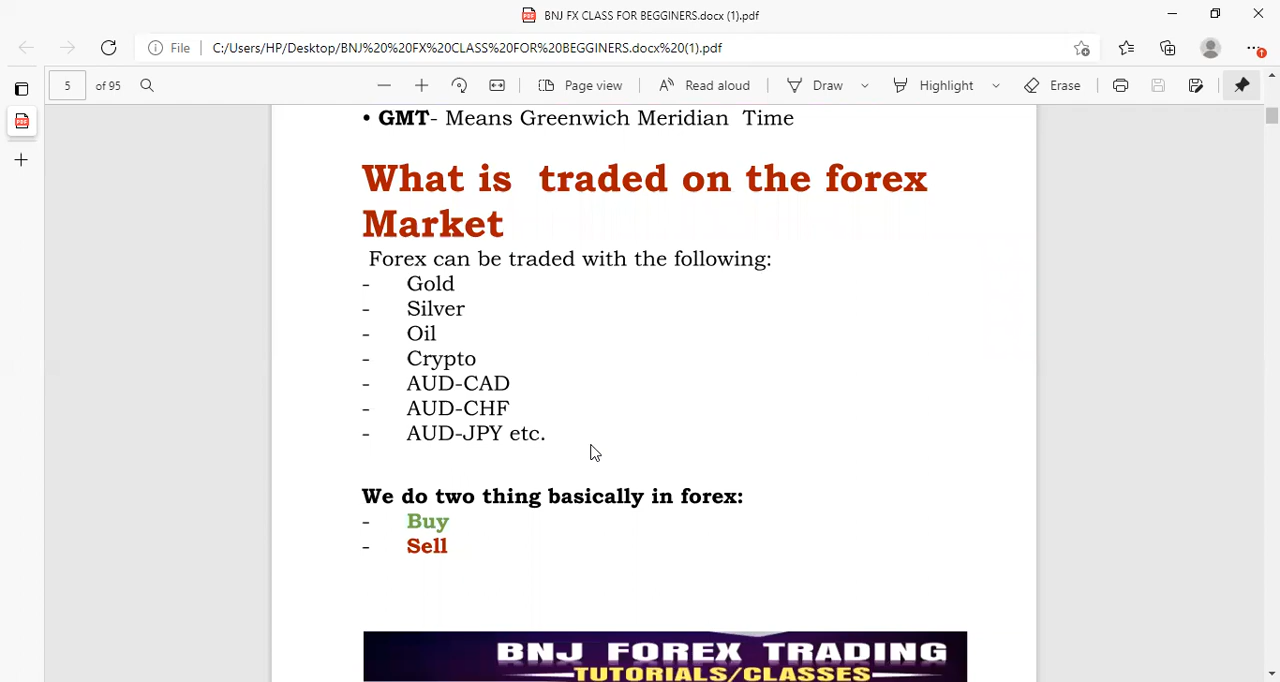 BNJ FX CLASS FOR BEGGINERS.docx (1).pdf
File C:/Users/HP/Desktop/BNJ%20%20FX%20CLASS%20FOR%20BEGGINERS.docx%20(1).pdf
5 of 95 Page view Read aloud Draw Highlight Erase
• GMT- Means Greenwich Meridian Time
What is traded on the forex
Market
Forex can be traded with the following:
- Gold
- Silver
- Oil
- Crypto
- AUD-CAD
- AUD-CHF
- AUD-JPY etc.
We do two thing basically in forex:
- Buy
- Sell
BNJ FOREX TRADING
TUTORIALS/CLASSES